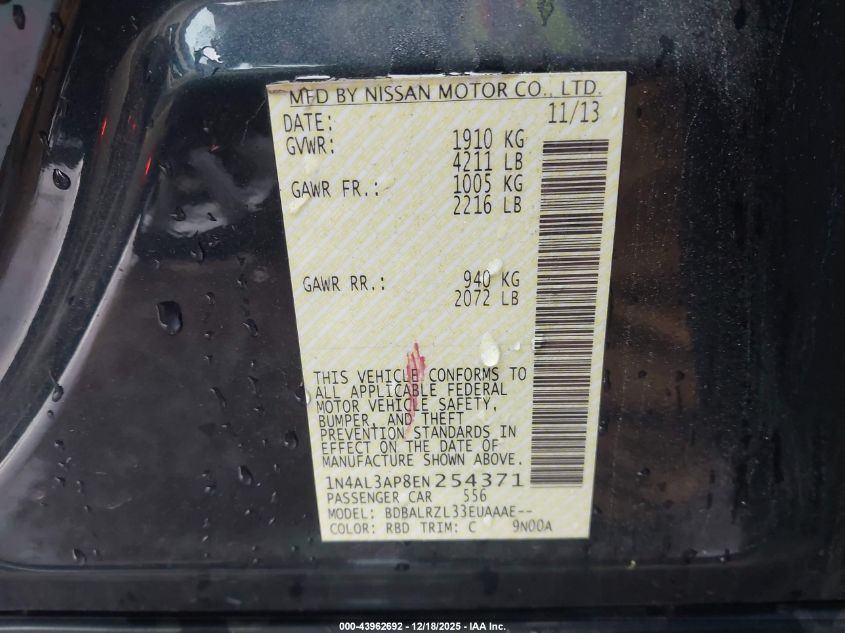 MFD BY NISSAN MOTOR CO., LTD.
DATE: 11/13
GVWR: 1910 KG
4211 LB
GAWR FR.: 1005 KG
2216 LB
GAWR RR.: 940 KG
2072 LB
THIS VEHICLE CONFORMS TO
ALL APPLICABLE FEDERAL
MOTOR VEHICLE SAFETY,
BUMPER, AND THEFT
PREVENTION STANDARDS IN
EFFECT ON THE DATE OF
MANUFACTURE SHOWN ABOVE.
1N4AL3AP8EN254371
PASSENGER CAR 556
MODEL: BDBALRZL33EUAAAE--
COLOR: RBD TRIM: C 9N00A
000-43962692 - 12/18/2025 - IAA Inc.